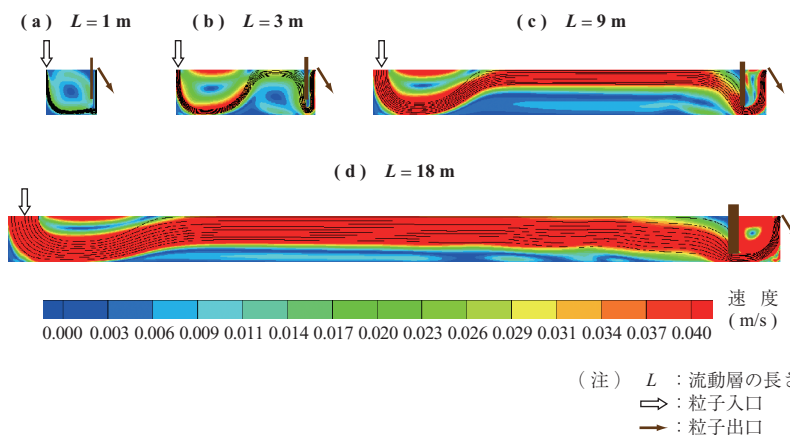 (a) L = 1 m
(b) L = 3 m
(c) L = 9 m
(d) L = 18 m
0.000 0.003 0.006 0.009 0.011 0.014 0.017 0.020 0.023 0.026 0.029 0.031 0.034 0.037 0.040
速度
(m/s)
(注) L :流動層の長さ
:粒子入口
:粒子出口